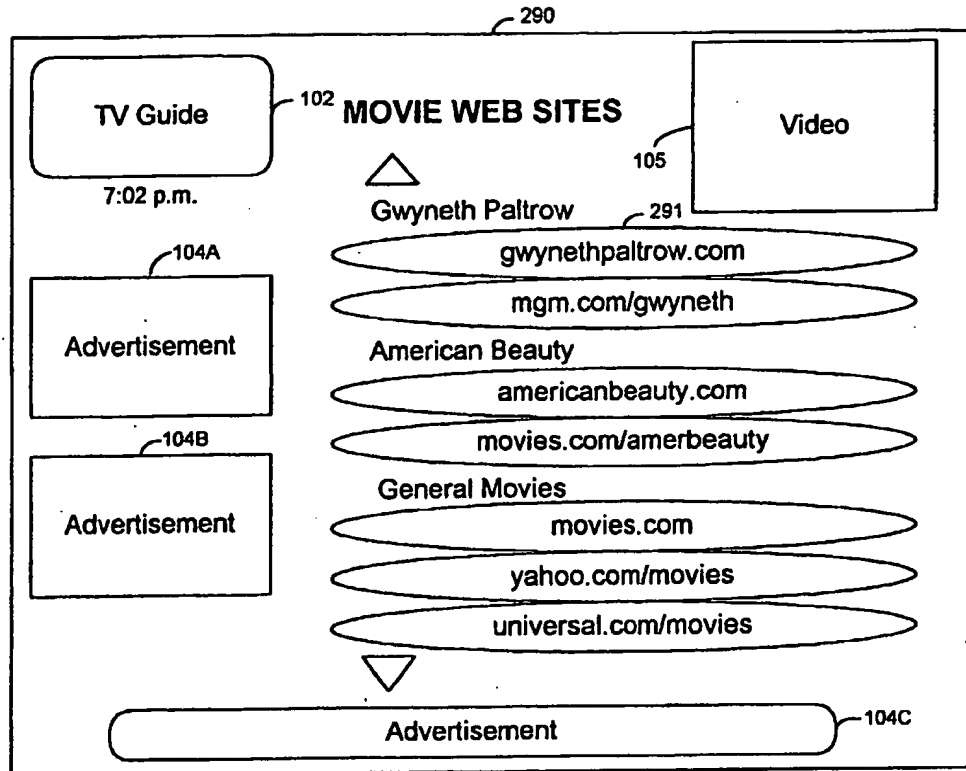 290
TV Guide
102
MOVIE WEB SITES
Video
105
7:02 p.m.
Gwyneth Paltrow
291
gwynethpaltrow.com
mgm.com/gwyneth
104A
Advertisement
American Beauty
americanbeauty.com
movies.com/amerbeauty
104B
Advertisement
General Movies
movies.com
yahoo.com/movies
universal.com/movies
Advertisement
104C